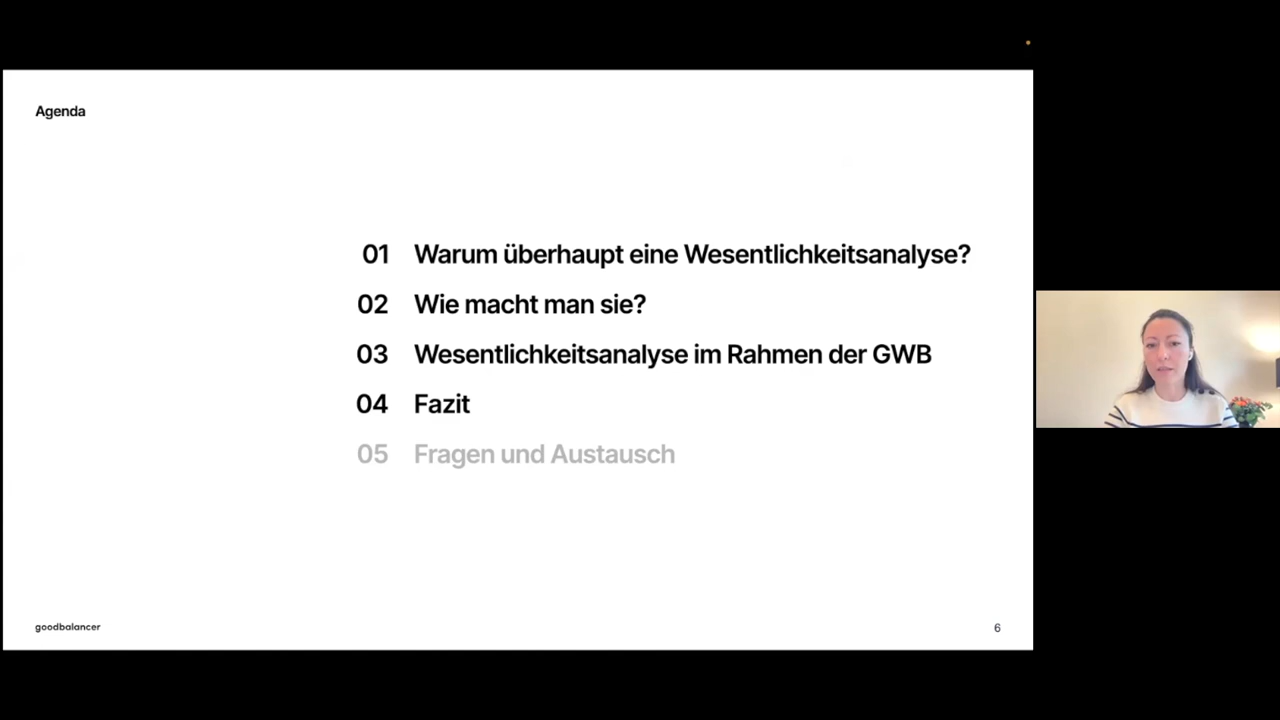 Agenda
01 Warum überhaupt eine Wesentlichkeitsanalyse?
02 Wie macht man sie?
03 Wesentlichkeitsanalyse im Rahmen der GWB
04 Fazit
05 Fragen und Austausch
goodbalancer
6